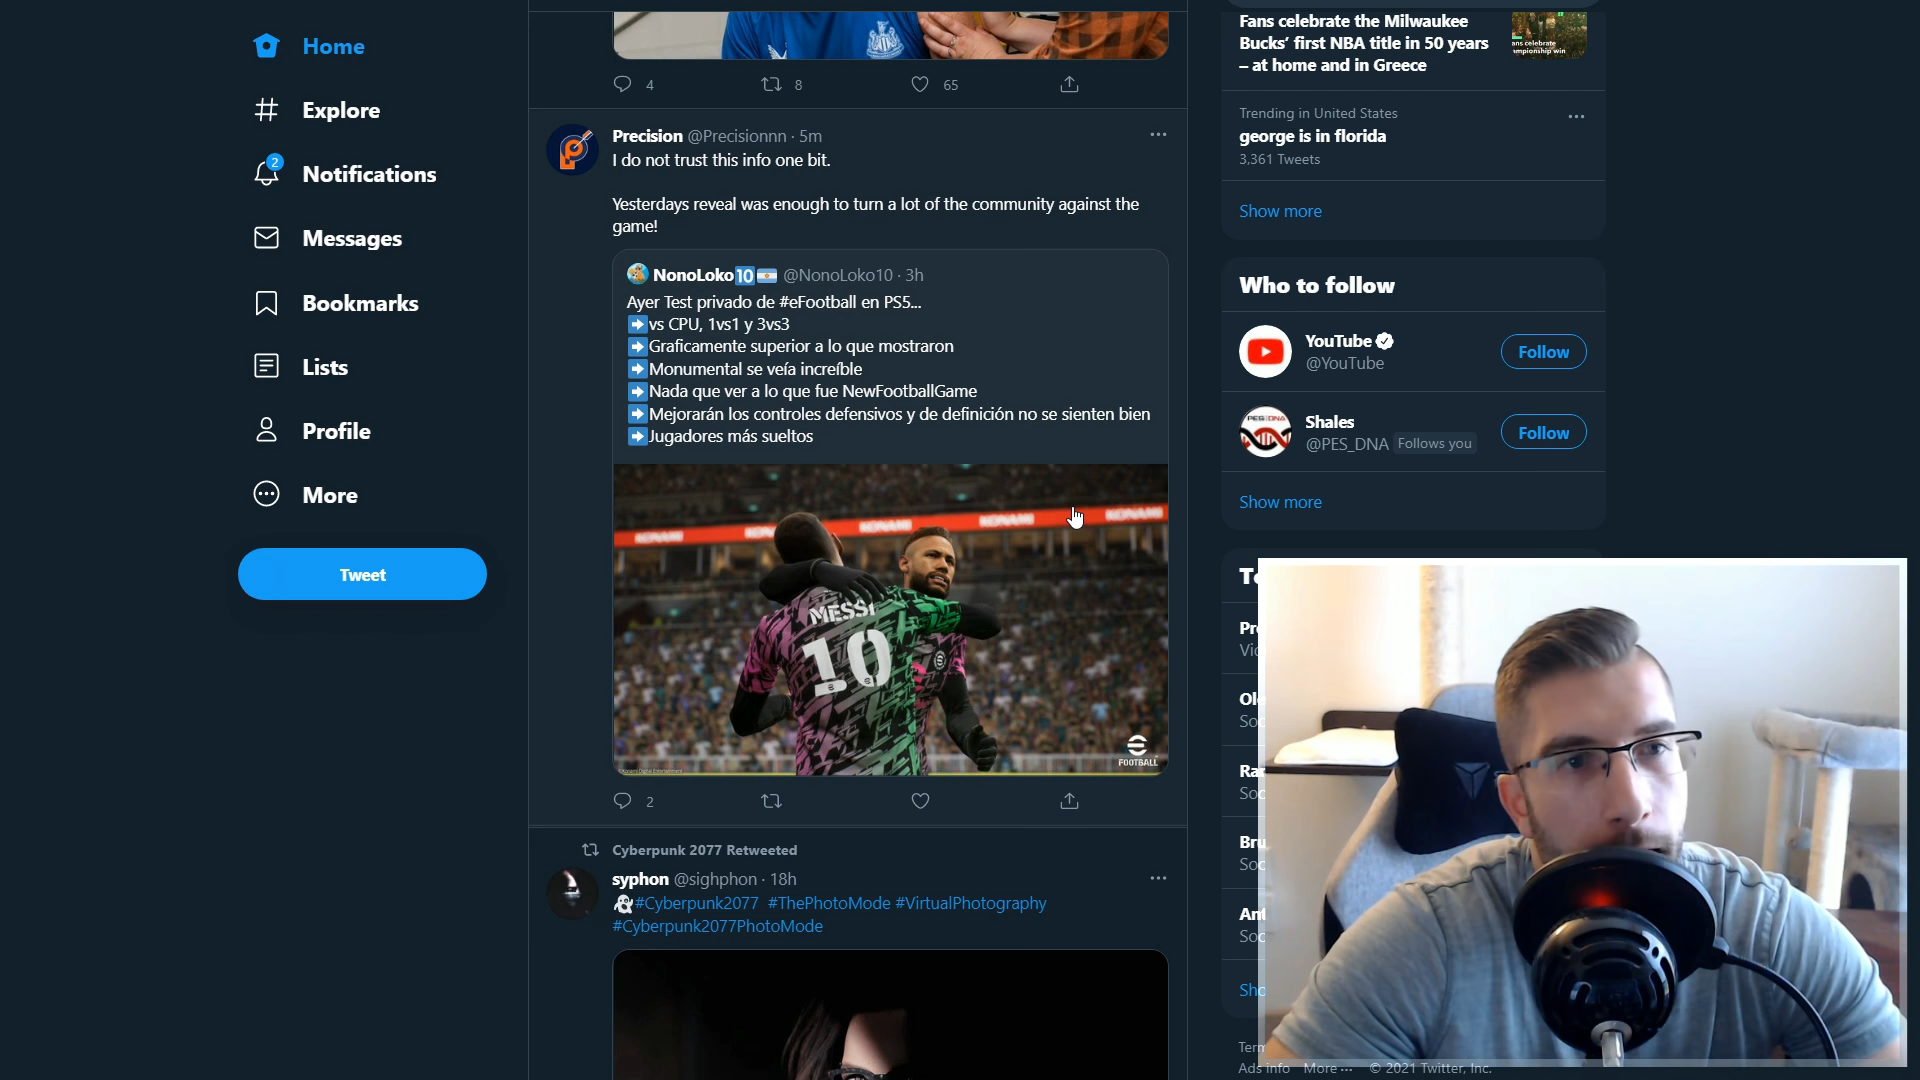 Home
Explore
2
Notifications
Messages
Bookmarks
Lists
Profile
More
Tweet
4
8
65
Precision @Precisionnn · 5m
I do not trust this info one bit.
Yesterdays reveal was enough to turn a lot of the community against the
game!
NonoLoko 10 @NonoLoko10 · 3h
Ayer Test privado de #eFootball en PS5...
vs CPU, 1vs1 y 3vs3
Graficamente superior a lo que mostraron
Monumental se veía increíble
Nada que ver a lo que fue NewFootballGame
Mejorarán los controles defensivos y de definición no se sienten bien
Jugadores más sueltos
KONAMI KONAMI KONAMI KONAMI
MESSI
10
FOOTBALL
2
Cyberpunk 2077 Retweeted
syphon @sighphon · 18h
#Cyberpunk2077 #ThePhotoMode #VirtualPhotography
#Cyberpunk2077PhotoMode
Fans celebrate the Milwaukee
Bucks' first NBA title in 50 years
– at home and in Greece
Trending in United States
george is in florida
3,361 Tweets
Show more
Who to follow
YouTube
@YouTube
Follow
Shales
@PES_DNA Follows you
Follow
Show more
Ads info More ··· © 2021 Twitter, Inc.